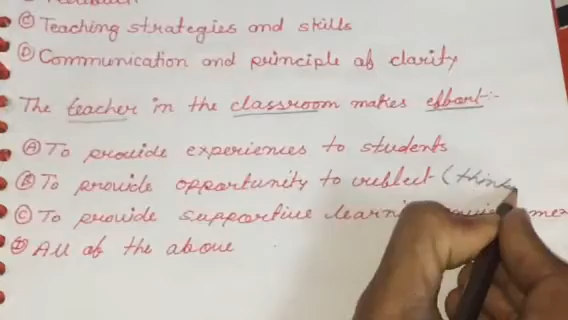 Ⓒ Teaching strategies and skills
Ⓓ Communication and principle of clarity
The teacher in the classroom makes effort:-
Ⓐ To provide experiences to students
Ⓑ To provide opportunity to reflect (think
Ⓒ To provide supportive
Ⓓ All of the above